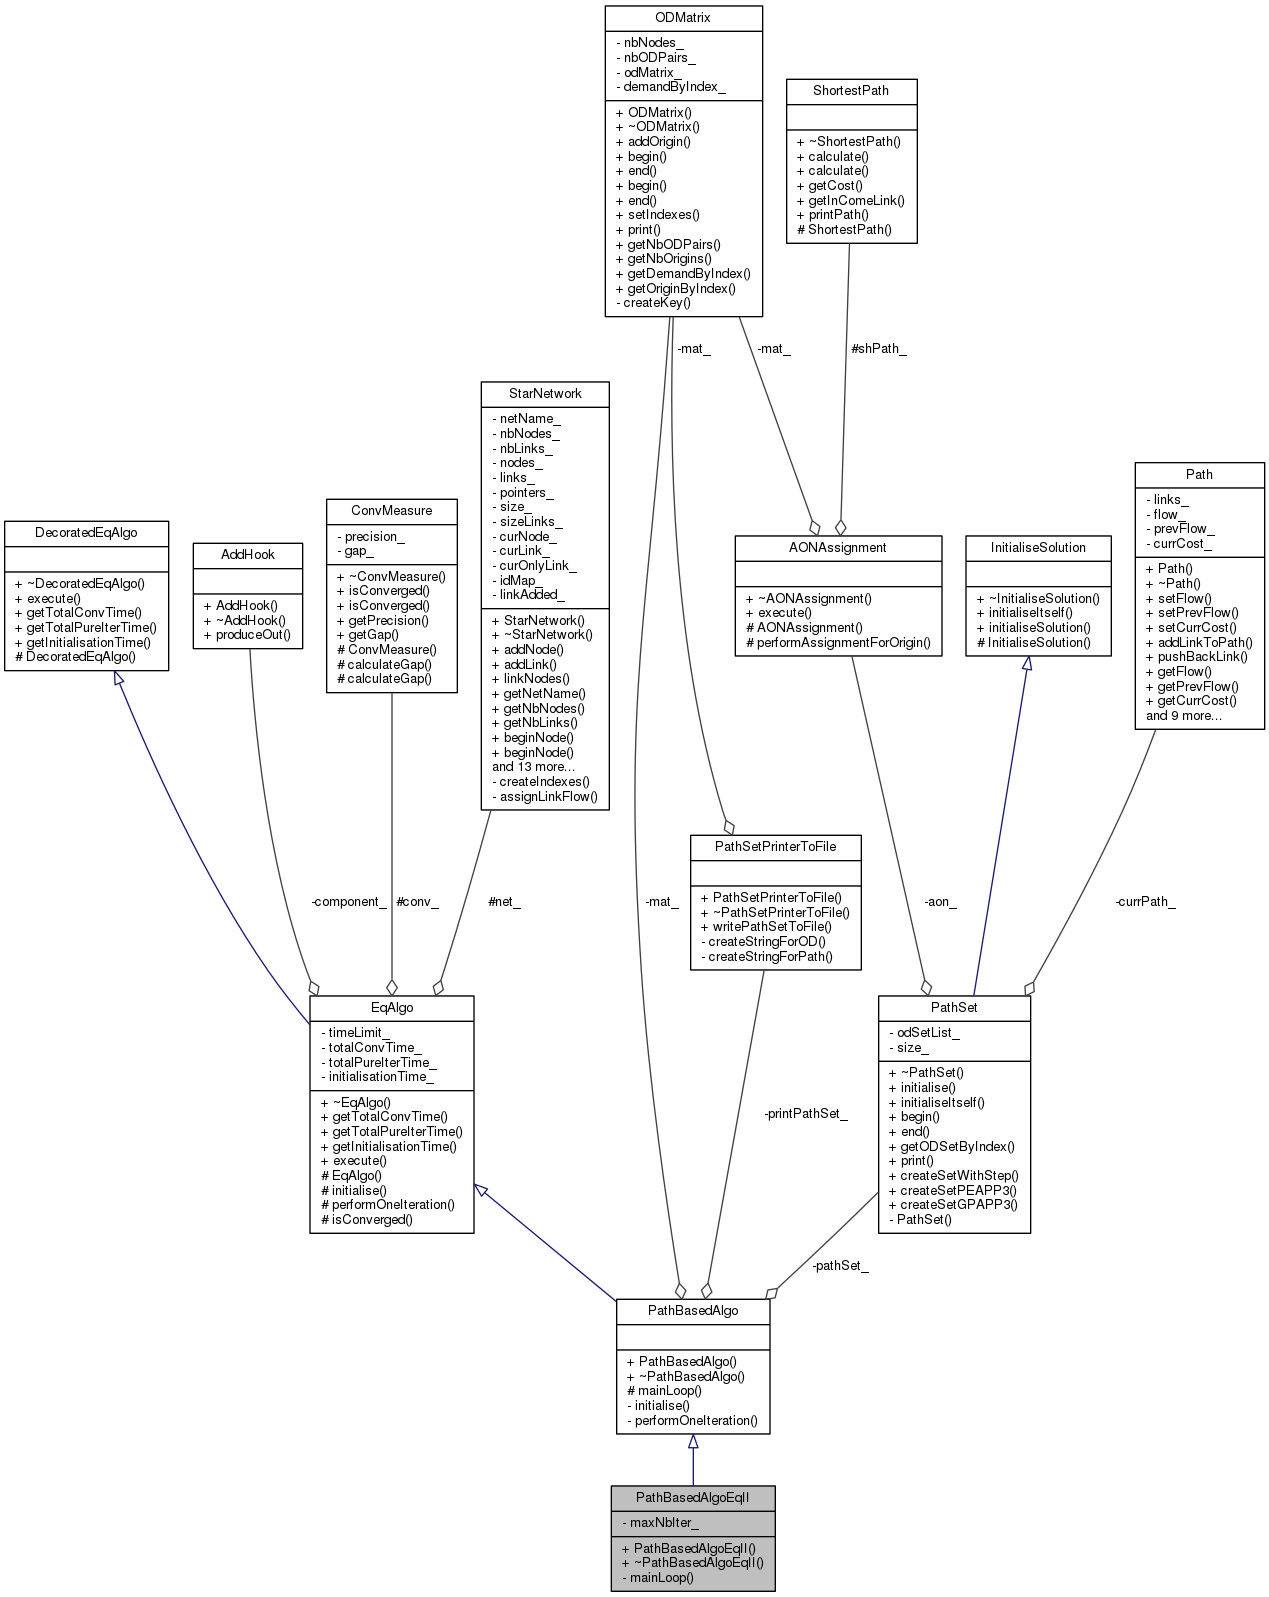 ODMatrix
- nbNodes_
- nbODPairs_
- odMatrix_
- demandByIndex_
+ ODMatrix()
+ ~ODMatrix()
+ addOrigin()
+ begin()
+ end()
+ begin()
+ end()
+ setIndexes()
+ print()
+ getNbODPairs()
+ getNbOrigins()
+ getDemandByIndex()
+ getOriginByIndex()
- createKey()
ShortestPath
+ ~ShortestPath()
+ calculate()
+ calculate()
+ getCost()
+ getInComeLink()
+ printPath()
# ShortestPath()
-mat_
-mat_
#shPath_
StarNetwork
- netName_
- nbNodes_
- nbLinks_
- nodes_
- links_
- pointers_
- size_
- sizeLinks_
- curNode_
- curLink_
- curOnlyLink_
- idMap_
- linkAdded_
+ StarNetwork()
+ ~StarNetwork()
+ addNode()
+ addLink()
+ linkNodes()
+ getNetName()
+ getNbNodes()
+ getNbLinks()
+ beginNode()
+ beginNode()
and 13 more...
- createIndexes()
- assignLinkFlow()
Path
- links_
- flow_
- prevFlow_
- currCost_
+ Path()
+ ~Path()
+ setFlow()
+ setPrevFlow()
+ setCurrCost()
+ addLinkToPath()
+ pushBackLink()
+ getFlow()
+ getPrevFlow()
+ getCurrCost()
and 9 more...
ConvMeasure
- precision_
- gap_
+ ~ConvMeasure()
+ isConverged()
+ isConverged()
+ getPrecision()
+ getGap()
# ConvMeasure()
# calculateGap()
# calculateGap()
DecoratedEqAlgo
+ ~DecoratedEqAlgo()
+ execute()
+ getTotalConvTime()
+ getTotalPureIterTime()
+ getInitialisationTime()
# DecoratedEqAlgo()
AddHook
+ AddHook()
+ ~AddHook()
+ produceOut()
AONAssignment
+ ~AONAssignment()
+ execute()
# AONAssignment()
# performAssignmentForOrigin()
InitialiseSolution
+ ~InitialiseSolution()
+ initialiseItself()
+ initialiseSolution()
# InitialiseSolution()
PathSetPrinterToFile
+ PathSetPrinterToFile()
+ ~PathSetPrinterToFile()
+ writePathSetToFile()
- createStringForOD()
- createStringForPath()
-component_
#conv_
#net_
-mat_
-aon_
-currPath_
EqAlgo
- timeLimit_
- totalConvTime_
- totalPureIterTime_
- initialisationTime_
+ ~EqAlgo()
+ getTotalConvTime()
+ getTotalPureIterTime()
+ getInitialisationTime()
+ execute()
# EqAlgo()
# initialise()
# performOneIteration()
# isConverged()
PathSet
- odSetList_
- size_
+ ~PathSet()
+ initialise()
+ initialiseItself()
+ begin()
+ end()
+ getODSetByIndex()
+ print()
+ createSetWithStep()
+ createSetPEAPP3()
+ createSetGPAPP3()
- PathSet()
-printPathSet_
-pathSet_
PathBasedAlgo
+ PathBasedAlgo()
+ ~PathBasedAlgo()
# mainLoop()
- initialise()
- performOneIteration()
PathBasedAlgoEqII
- maxNbIter_
+ PathBasedAlgoEqII()
+ ~PathBasedAlgoEqII()
- mainLoop()